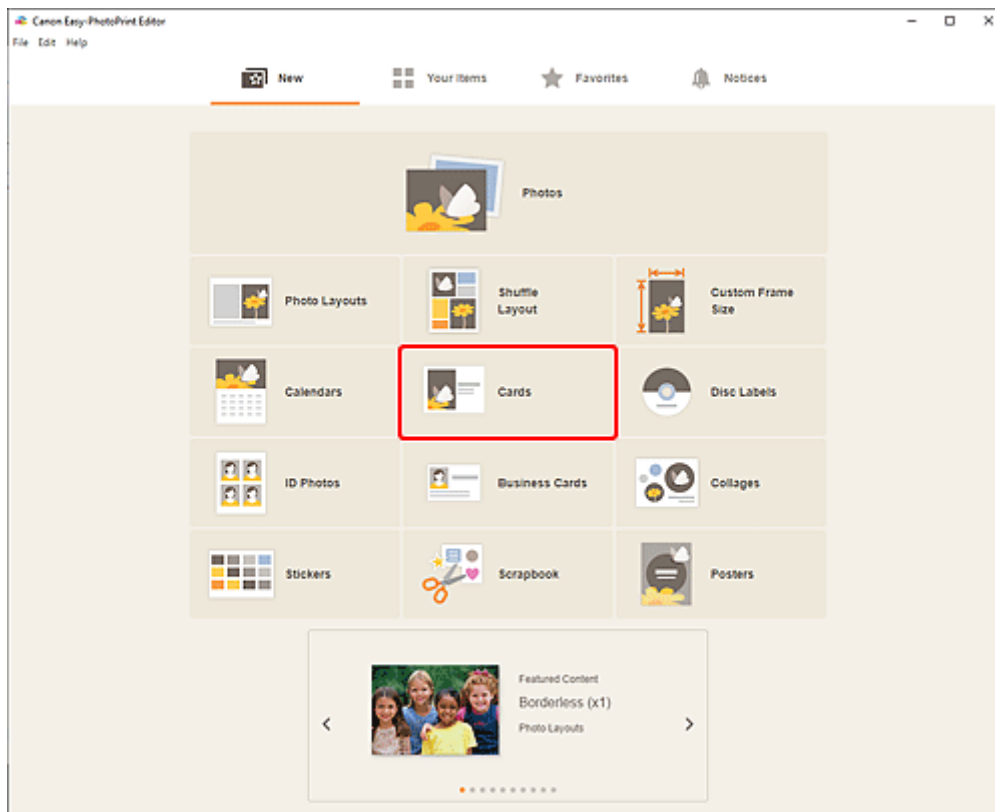 Canon Easy-PhotoPrint Editor
File Edit Help
New
Your Items
Favorites
Notices
Photos
Photo Layouts
Shuffle
Layout
Custom Frame
Size
Calendars
Cards
Disc Labels
ID Photos
Business Cards
Collages
Stickers
Scrapbook
Posters
Featured Content
Borderless (x1)
Photo Layouts